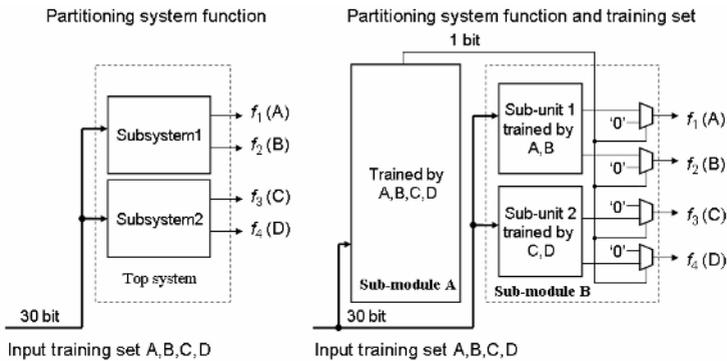 Partitioning system function
Subsystem1
Subsystem2
Top system
f1 (A)
f2 (B)
f3 (C)
f4 (D)
30 bit
Input training set A,B,C,D
Partitioning system function and training set
1 bit
Trained by
A,B,C,D
Sub-module A
Sub-unit 1
trained by
A,B
Sub-unit 2
trained by
C,D
Sub-module B
'0'
'0'
'0'
'0'
f1 (A)
f2 (B)
f3 (C)
f4 (D)
30 bit
Input training set A,B,C,D